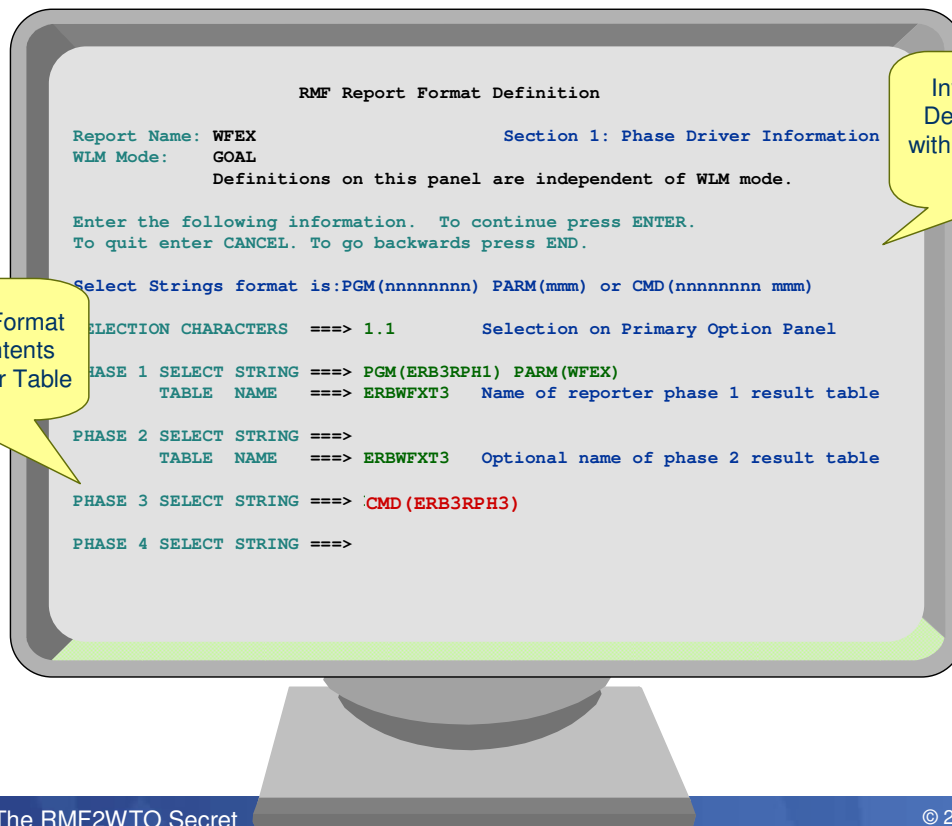 RMF Report Format Definition
Report Name: WFEX Section 1: Phase Driver Information
WLM Mode: GOAL
Definitions on this panel are independent of WLM mode.
Enter the following information. To continue press ENTER.
To quit enter CANCEL. To go backwards press END.
Select Strings format is:PGM(nnnnnnnn) PARM(mmm) or CMD(nnnnnnnn mmm)
SELECTION CHARACTERS ===> 1.1 Selection on Primary Option Panel
PHASE 1 SELECT STRING ===> PGM(ERB3RPH1) PARM(WFEX)
TABLE NAME ===> ERBWFXT3 Name of reporter phase 1 result table
PHASE 2 SELECT STRING ===>
TABLE NAME ===> ERBWFXT3 Optional name of phase 2 result table
PHASE 3 SELECT STRING ===> CMD(ERB3RPH3)
PHASE 4 SELECT STRING ===>
Format
Table
with
The RMF2WTO Secret
©